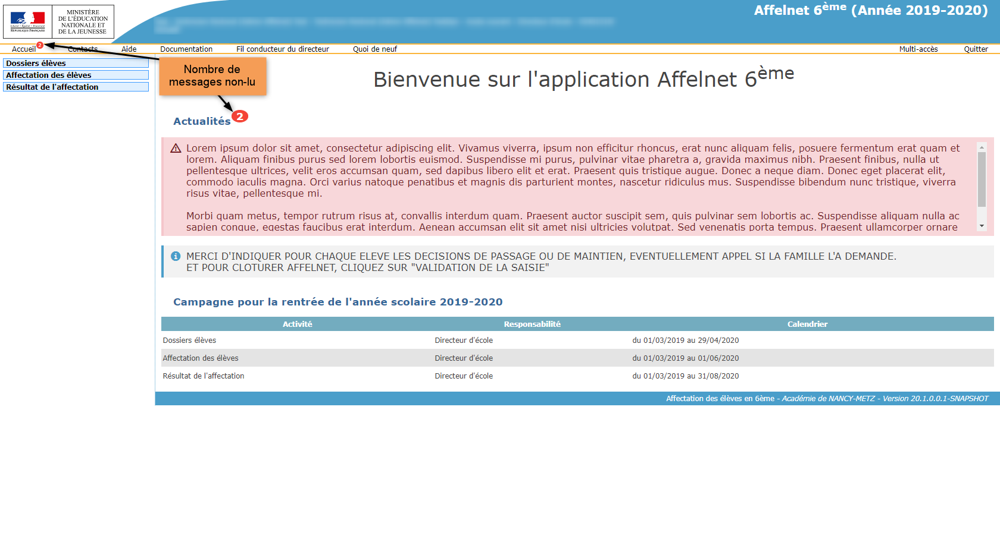 MINISTÈRE
DE L'ÉDUCATION
NATIONALE ET
DE LA JEUNESSE
Liberté • Égalité • Fraternité
RÉPUBLIQUE FRANÇAISE
Affelnet 6ème (Année 2019-2020)
Accueil 2 Contacts Aide Documentation Fil conducteur du directeur Quoi de neuf Multi-accès Quitter
Dossiers élèves
Affectation des élèves
Résultat de l'affectation
Nombre de
messages non-lu
Bienvenue sur l'application Affelnet 6ème
Actualités 2
Lorem ipsum dolor sit amet, consectetur adipiscing elit. Vivamus viverra, ipsum non efficitur rhoncus, erat nunc aliquam felis, posuere fermentum erat quam et
lorem. Aliquam finibus purus sed lorem lobortis euismod. Suspendisse mi purus, pulvinar vitae pharetra a, gravida maximus nibh. Praesent finibus, nulla ut
pellentesque ultrices, velit eros accumsan quam, sed dapibus libero elit et erat. Praesent quis tristique augue. Donec a neque diam. Donec eget placerat elit,
commodo iaculis magna. Orci varius natoque penatibus et magnis dis parturient montes, nascetur ridiculus mus. Suspendisse bibendum nunc tristique, viverra
risus vitae, pellentesque mi.
Morbi quam metus, tempor rutrum risus at, convallis interdum quam. Praesent auctor suscipit sem, quis pulvinar sem lobortis ac. Suspendisse aliquam nulla ac
sapien congue, egestas faucibus erat interdum. Aenean accumsan elit sit amet nisi ultricies volutpat. Sed venenatis porta tempus. Praesent ullamcorper ornare
MERCI D'INDIQUER POUR CHAQUE ELEVE LES DECISIONS DE PASSAGE OU DE MAINTIEN, EVENTUELLEMENT APPEL SI LA FAMILLE L'A DEMANDE.
ET POUR CLOTURER AFFELNET, CLIQUEZ SUR "VALIDATION DE LA SAISIE"
Campagne pour la rentrée de l'année scolaire 2019-2020
Activité Responsabilité Calendrier
Dossiers élèves Directeur d'école du 01/03/2019 au 29/04/2020
Affectation des élèves Directeur d'école du 01/03/2019 au 01/06/2020
Résultat de l'affectation Directeur d'école du 01/03/2019 au 31/08/2020
Affectation des élèves en 6ème - Académie de NANCY-METZ - Version 20.1.0.0.1-SNAPSHOT